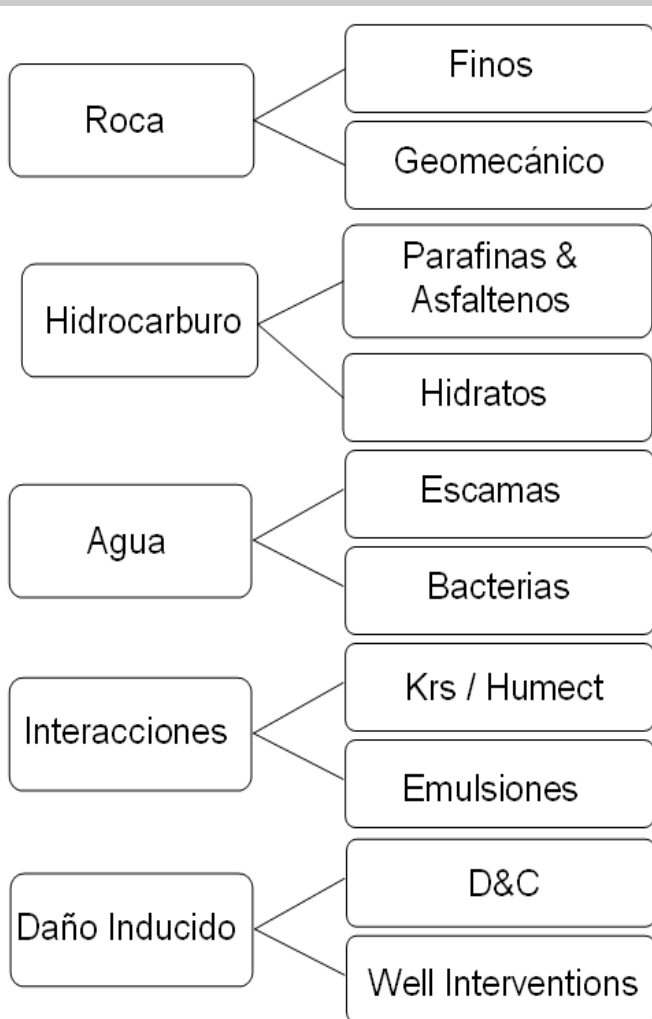 Roca
Finos
Geomecánico
Hidrocarburo
Parafinas &
Asfaltenos
Hidratos
Agua
Escamas
Bacterias
Interacciones
Krs / Humect
Emulsiones
Daño Inducido
D&C
Well Interventions